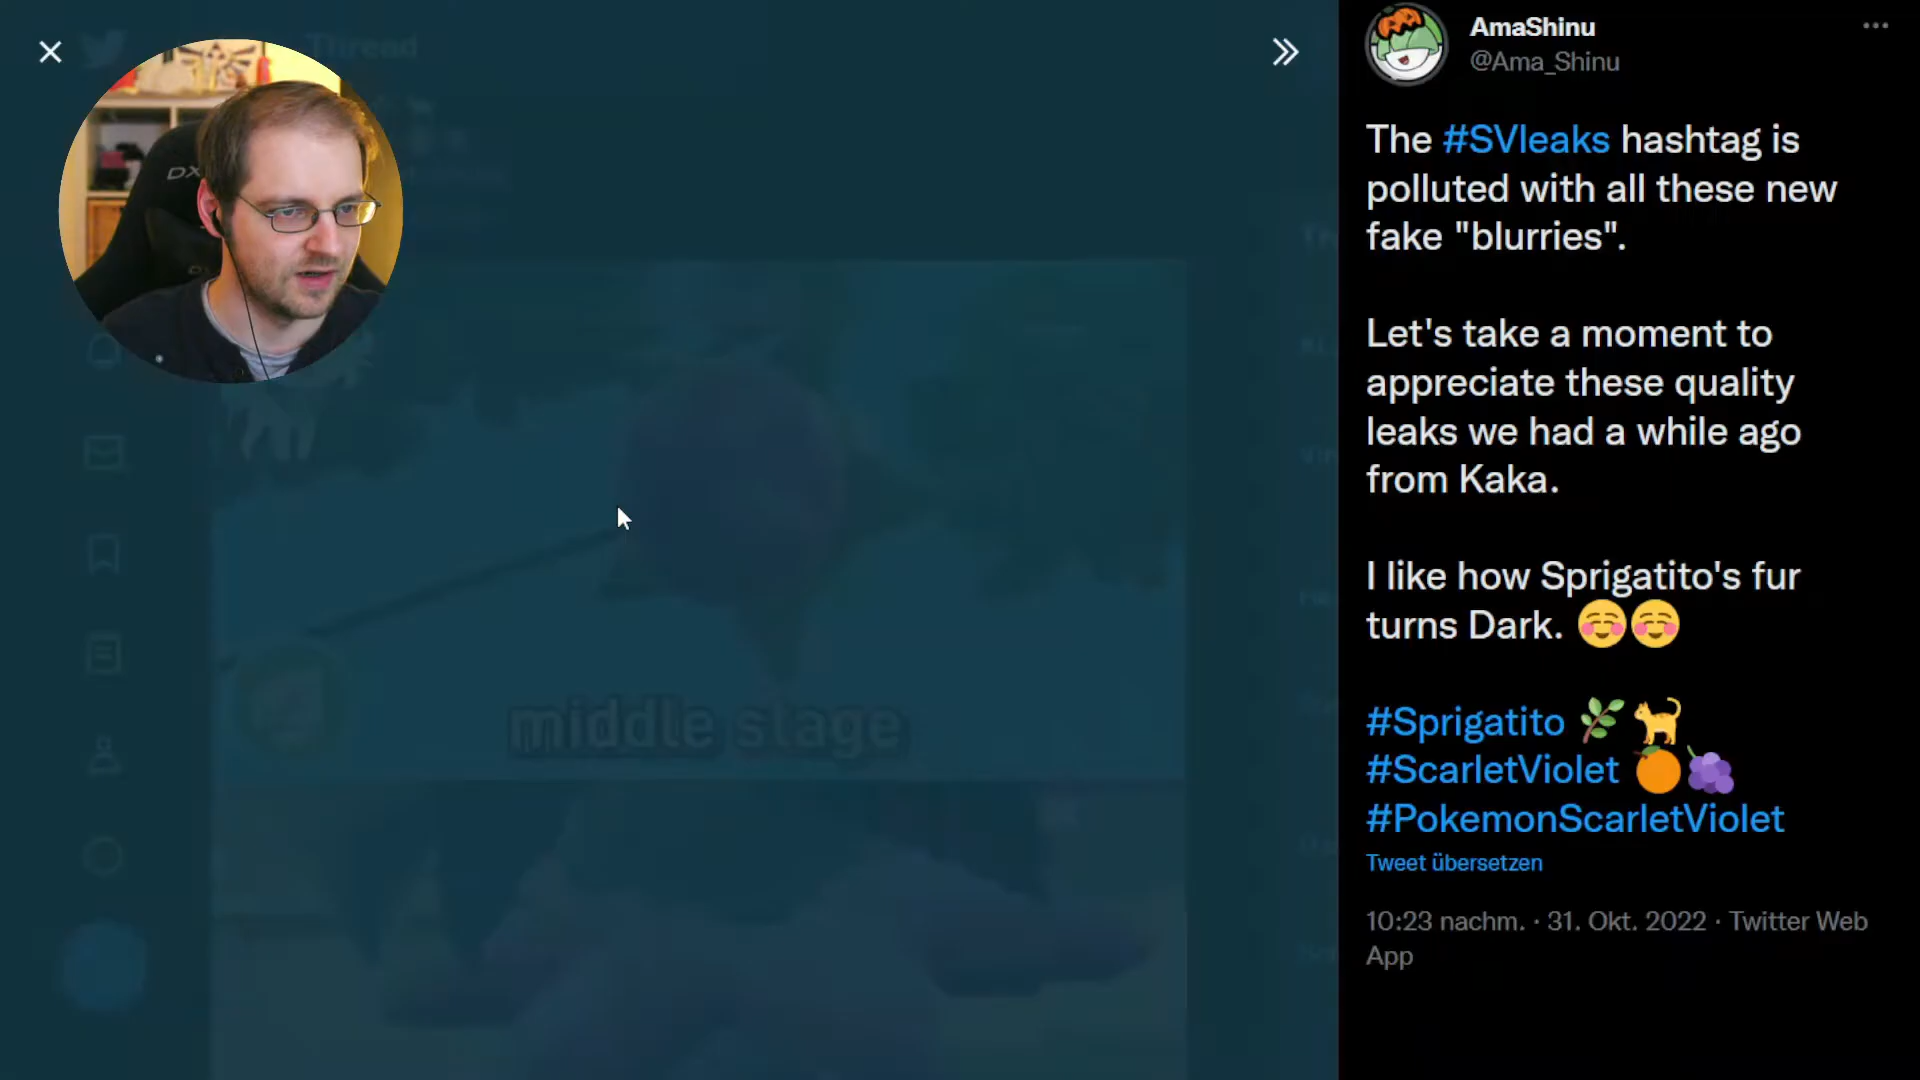 Thread
DX
middle stage
AmaShinu
@Ama_Shinu
The #SVleaks hashtag is
polluted with all these new
fake "blurries".
Let's take a moment to
appreciate these quality
leaks we had a while ago
from Kaka.
I like how Sprigatito's fur
turns Dark. ☺️☺️
#Sprigatito 🌿🐈
#ScarletViolet 🍊🍇
#PokemonScarletViolet
Tweet übersetzen
10:23 nachm. · 31. Okt. 2022 · Twitter Web
App